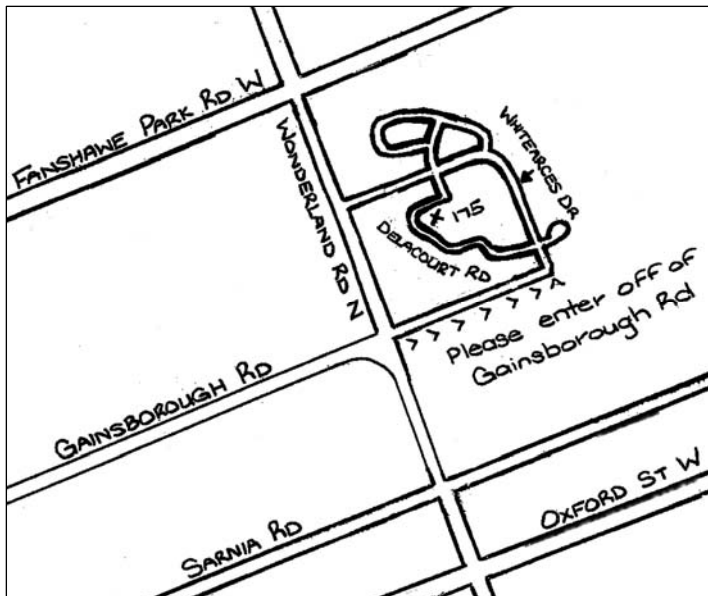 FANSHAWE PARK RD W
WONDERLAND RD N
WHITEARCES DR
X 175
DELACOURT RD
> > > > > > >
Please enter off of
Gainsborough Rd
GAINSBOROUGH RD
SARNIA RD
OXFORD ST W